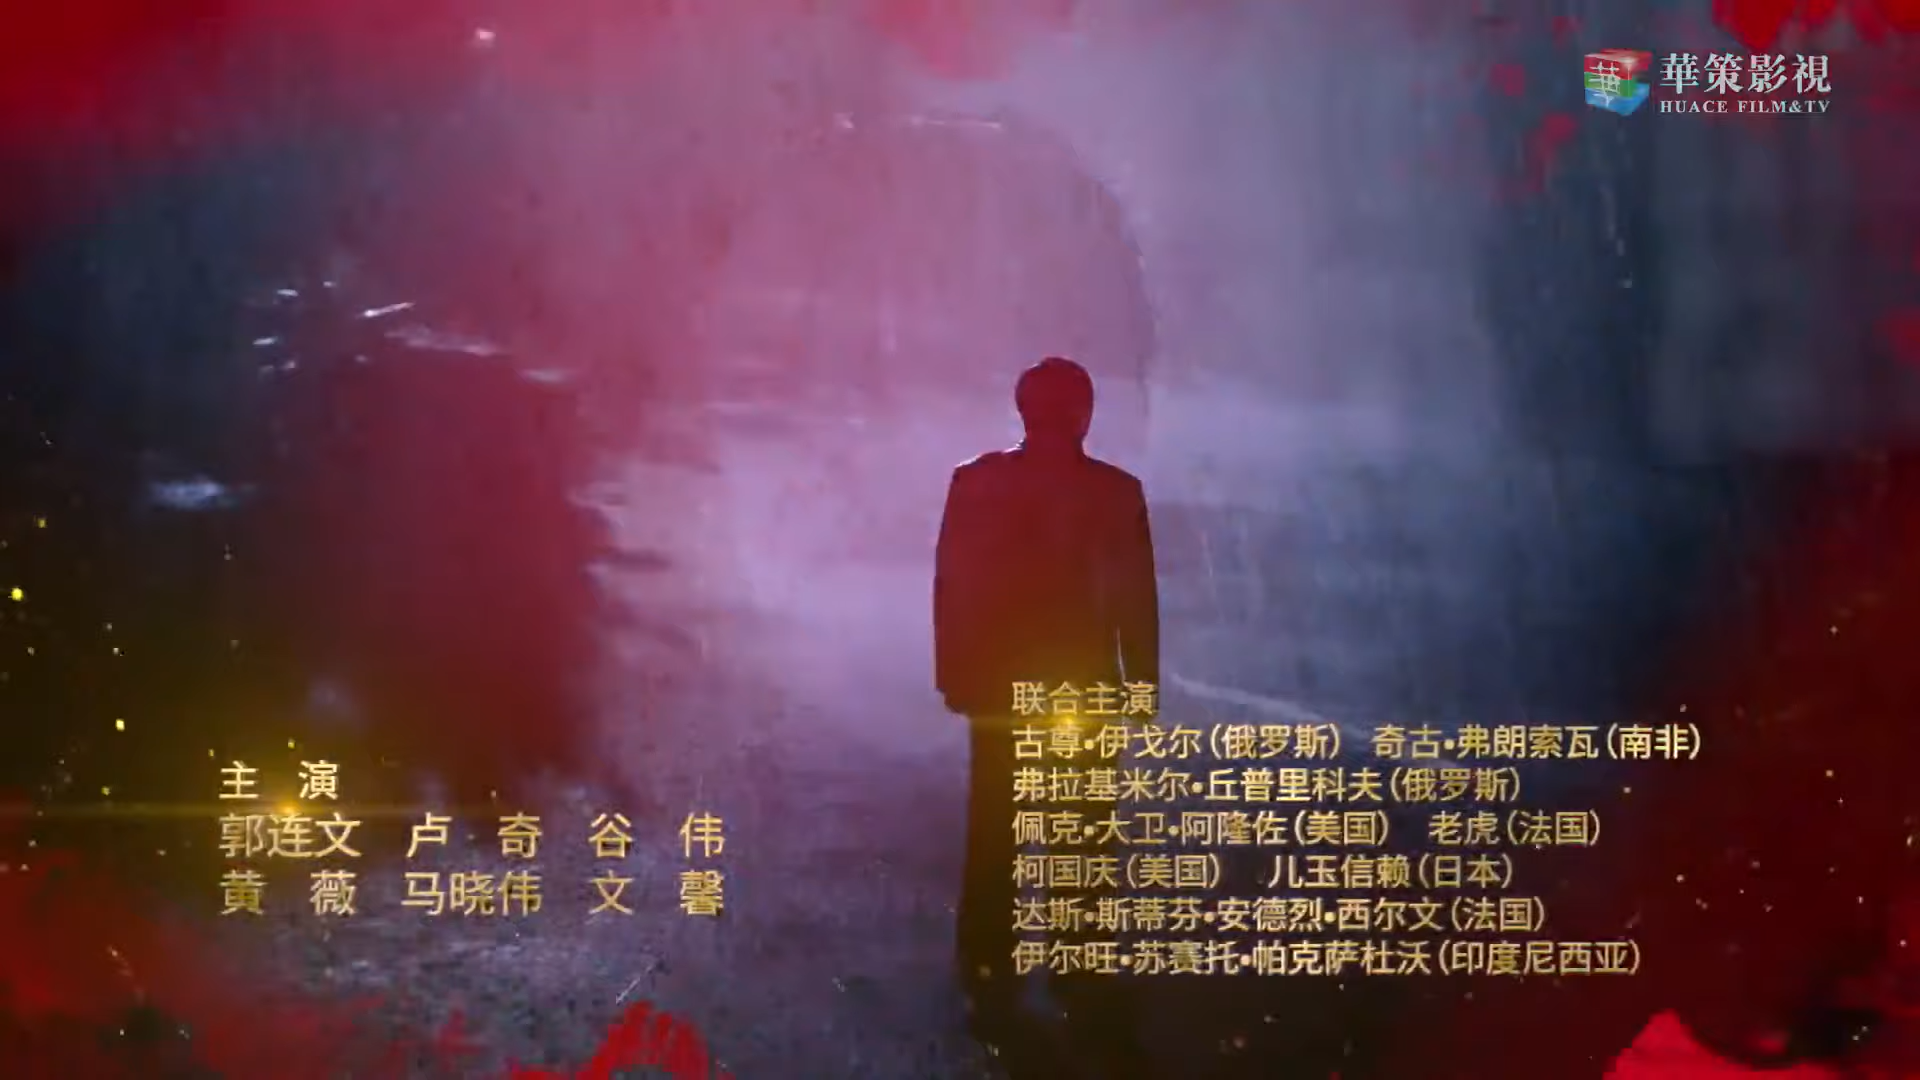 華策影視
HUACE FILM&TV
主 演
郭连文 卢 奇 谷 伟
黄 薇 马晓伟 文 馨
联合主演
古尊•伊戈尔(俄罗斯) 奇古•弗朗索瓦(南非)
弗拉基米尔•丘普里科夫(俄罗斯)
佩克•大卫•阿隆佐(美国) 老虎(法国)
柯国庆(美国) 儿玉信赖(日本)
达斯•斯蒂芬•安德烈•西尔文(法国)
伊尔旺•苏赛托•帕克萨杜沃(印度尼西亚)